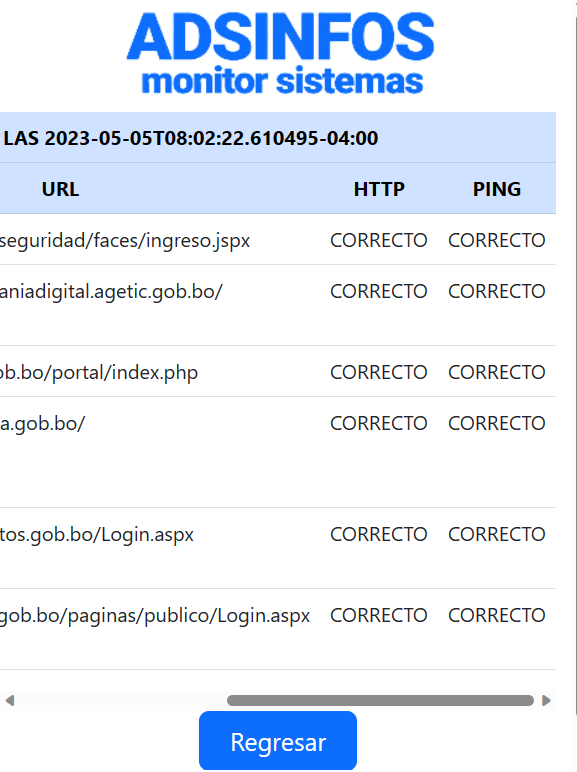 ADSINFOS
monitor sistemas
LAS 2023-05-05T08:02:22.610495-04:00
URL HTTP PING
seguridad/faces/ingreso.jspx CORRECTO CORRECTO
aniadigital.agetic.gob.bo/ CORRECTO CORRECTO
ob.bo/portal/index.php CORRECTO CORRECTO
a.gob.bo/ CORRECTO CORRECTO
tos.gob.bo/Login.aspx CORRECTO CORRECTO
gob.bo/paginas/publico/Login.aspx CORRECTO CORRECTO
Regresar